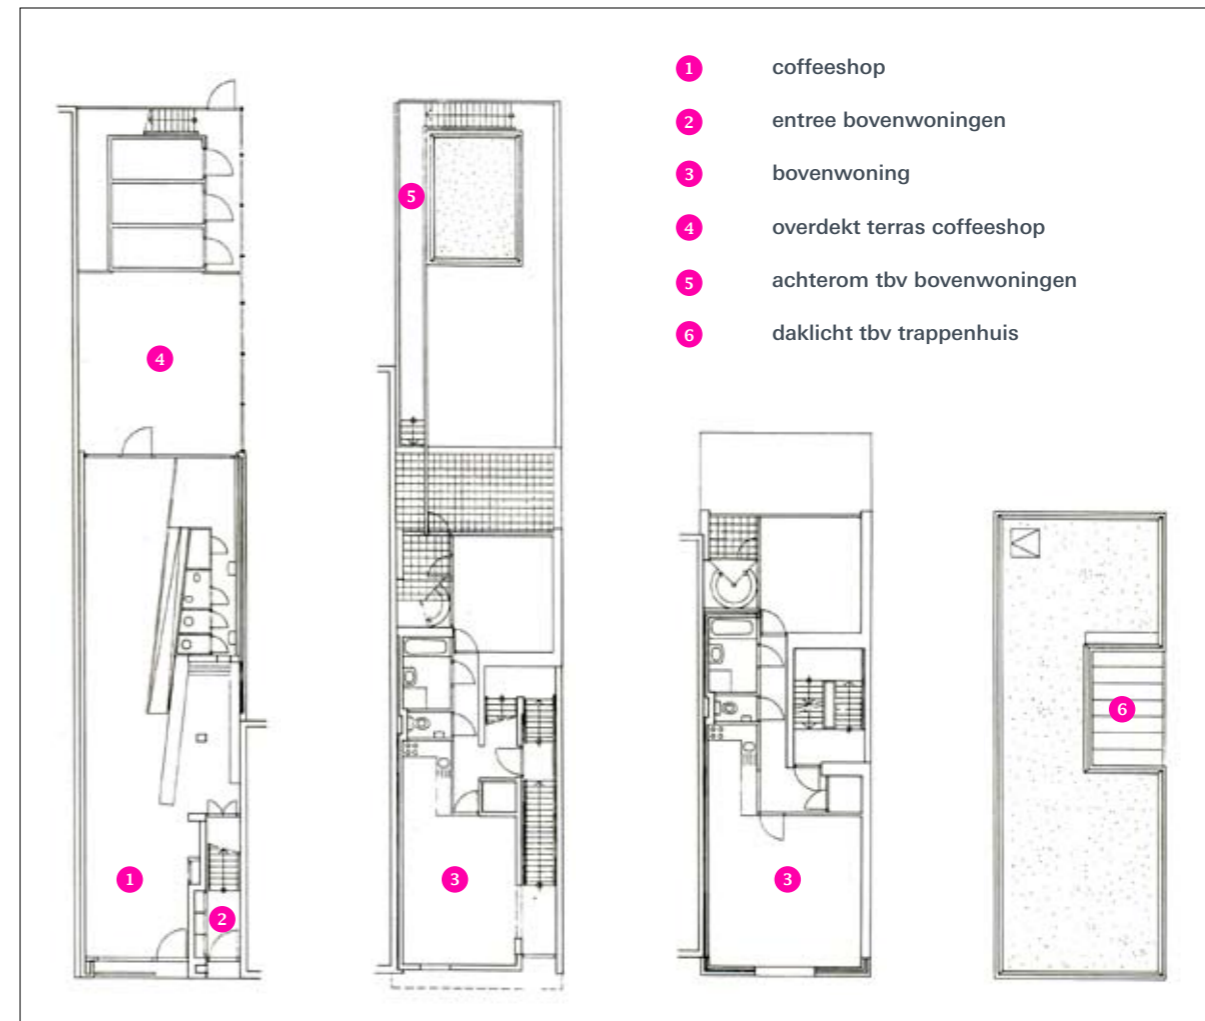 1 coffeeshop
2 entree bovenwoningen
3 bovenwoning
4 overdekt terras coffeeshop
5 achterom tbv bovenwoningen
6 daklicht tbv trappenhuis
5
4
6
1
3
3
2